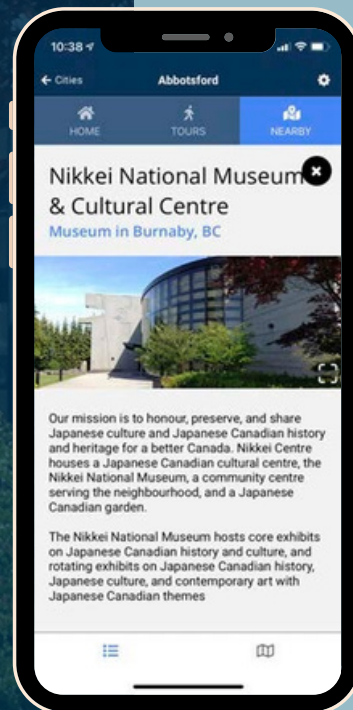 10:38
Cities
Abbotsford
HOME
TOURS
NEARBY
Nikkei National Museum
& Cultural Centre
Museum in Burnaby, BC
Our mission is to honour, preserve, and share
Japanese culture and Japanese Canadian history
and heritage for a better Canada. Nikkei Centre
houses a Japanese Canadian cultural centre, the
Nikkei National Museum, a community centre
serving the neighbourhood, and a Japanese
Canadian garden.
The Nikkei National Museum hosts core exhibits
on Japanese Canadian history and culture, and
rotating exhibits on Japanese Canadian history,
Japanese culture, and contemporary art with
Japanese Canadian themes